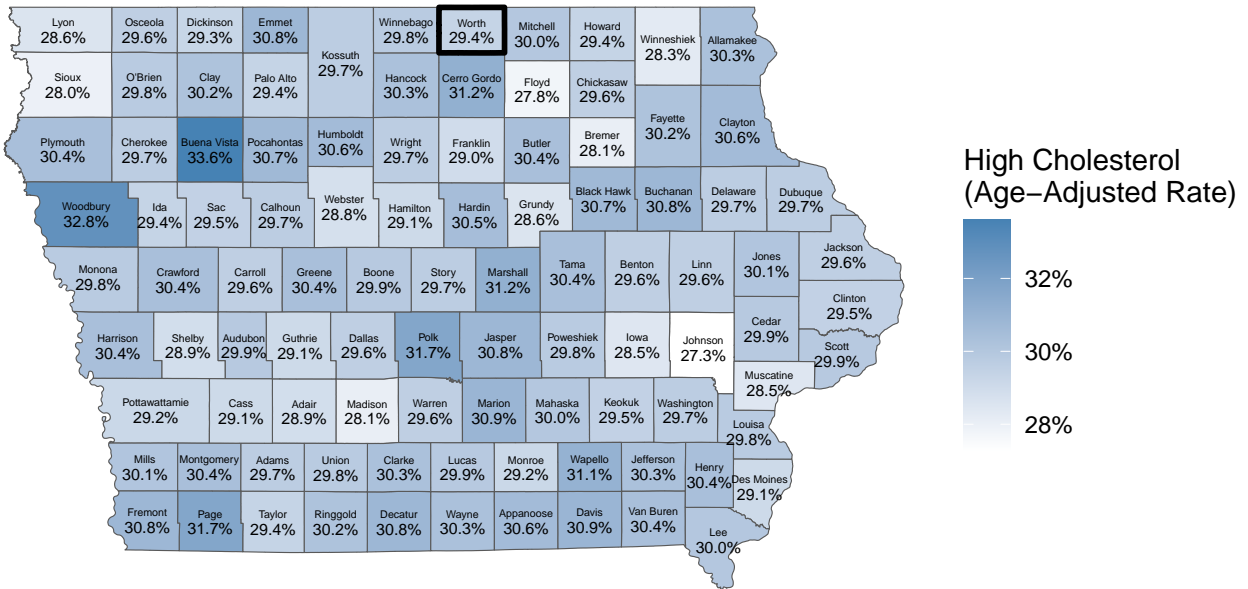 Lyon
28.6%
Osceola
29.6%
Dickinson
29.3%
Emmet
30.8%
Kossuth
29.7%
Winnebago
29.8%
Worth
29.4%
Mitchell
30.0%
Howard
29.4%
Winneshiek
28.3%
Allamakee
30.3%
Sioux
28.0%
O'Brien
29.8%
Clay
30.2%
Palo Alto
29.4%
Hancock
30.3%
Cerro Gordo
31.2%
Floyd
27.8%
Chickasaw
29.6%
Fayette
30.2%
Clayton
30.6%
Plymouth
30.4%
Cherokee
29.7%
Buena Vista
33.6%
Pocahontas
30.7%
Humboldt
30.6%
Wright
29.7%
Franklin
29.0%
Butler
30.4%
Bremer
28.1%
Woodbury
32.8%
Ida
29.4%
Sac
29.5%
Calhoun
29.7%
Webster
28.8%
Hamilton
29.1%
Hardin
30.5%
Grundy
28.6%
Black Hawk
30.7%
Buchanan
30.8%
Delaware
29.7%
Dubuque
29.7%
Monona
29.8%
Crawford
30.4%
Carroll
29.6%
Greene
30.4%
Boone
29.9%
Story
29.7%
Marshall
31.2%
Tama
30.4%
Benton
29.6%
Linn
29.6%
Jones
30.1%
Jackson
29.6%
Clinton
29.5%
Harrison
30.4%
Shelby
28.9%
Audubon
29.9%
Guthrie
29.1%
Dallas
29.6%
Polk
31.7%
Jasper
30.8%
Poweshiek
29.8%
Iowa
28.5%
Johnson
27.3%
Cedar
29.9%
Scott
29.9%
Muscatine
28.5%
Pottawattamie
29.2%
Cass
29.1%
Adair
28.9%
Madison
28.1%
Warren
29.6%
Marion
30.9%
Mahaska
30.0%
Keokuk
29.5%
Washington
29.7%
Louisa
29.8%
Mills
30.1%
Montgomery
30.4%
Adams
29.7%
Union
29.8%
Clarke
30.3%
Lucas
29.9%
Monroe
29.2%
Wapello
31.1%
Jefferson
30.3%
Henry
30.4%
Des Moines
29.1%
Fremont
30.8%
Page
31.7%
Taylor
29.4%
Ringgold
30.2%
Decatur
30.8%
Wayne
30.3%
Appanoose
30.6%
Davis
30.9%
Van Buren
30.4%
Lee
30.0%
High Cholesterol
(Age−Adjusted Rate)
32%
30%
28%